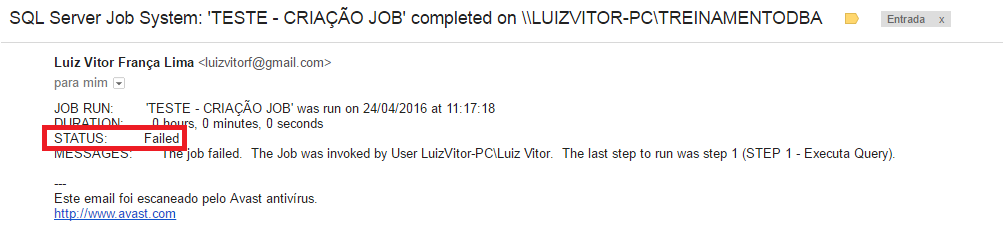 SQL Server Job System: 'TESTE - CRIAÇÃO JOB' completed on \\LUIZVITOR-PC\TREINAMENTODBA Entrada x
Luiz Vitor França Lima <luizvitorf@gmail.com>
para mim
JOB RUN: 'TESTE - CRIAÇÃO JOB' was run on 24/04/2016 at 11:17:18
DURATION: 0 hours, 0 minutes, 0 seconds
STATUS: Failed
MESSAGES: The job failed. The Job was invoked by User LuizVitor-PC\Luiz Vitor. The last step to run was step 1 (STEP 1 - Executa Query).
---
Este email foi escaneado pelo Avast antivírus.
http://www.avast.com